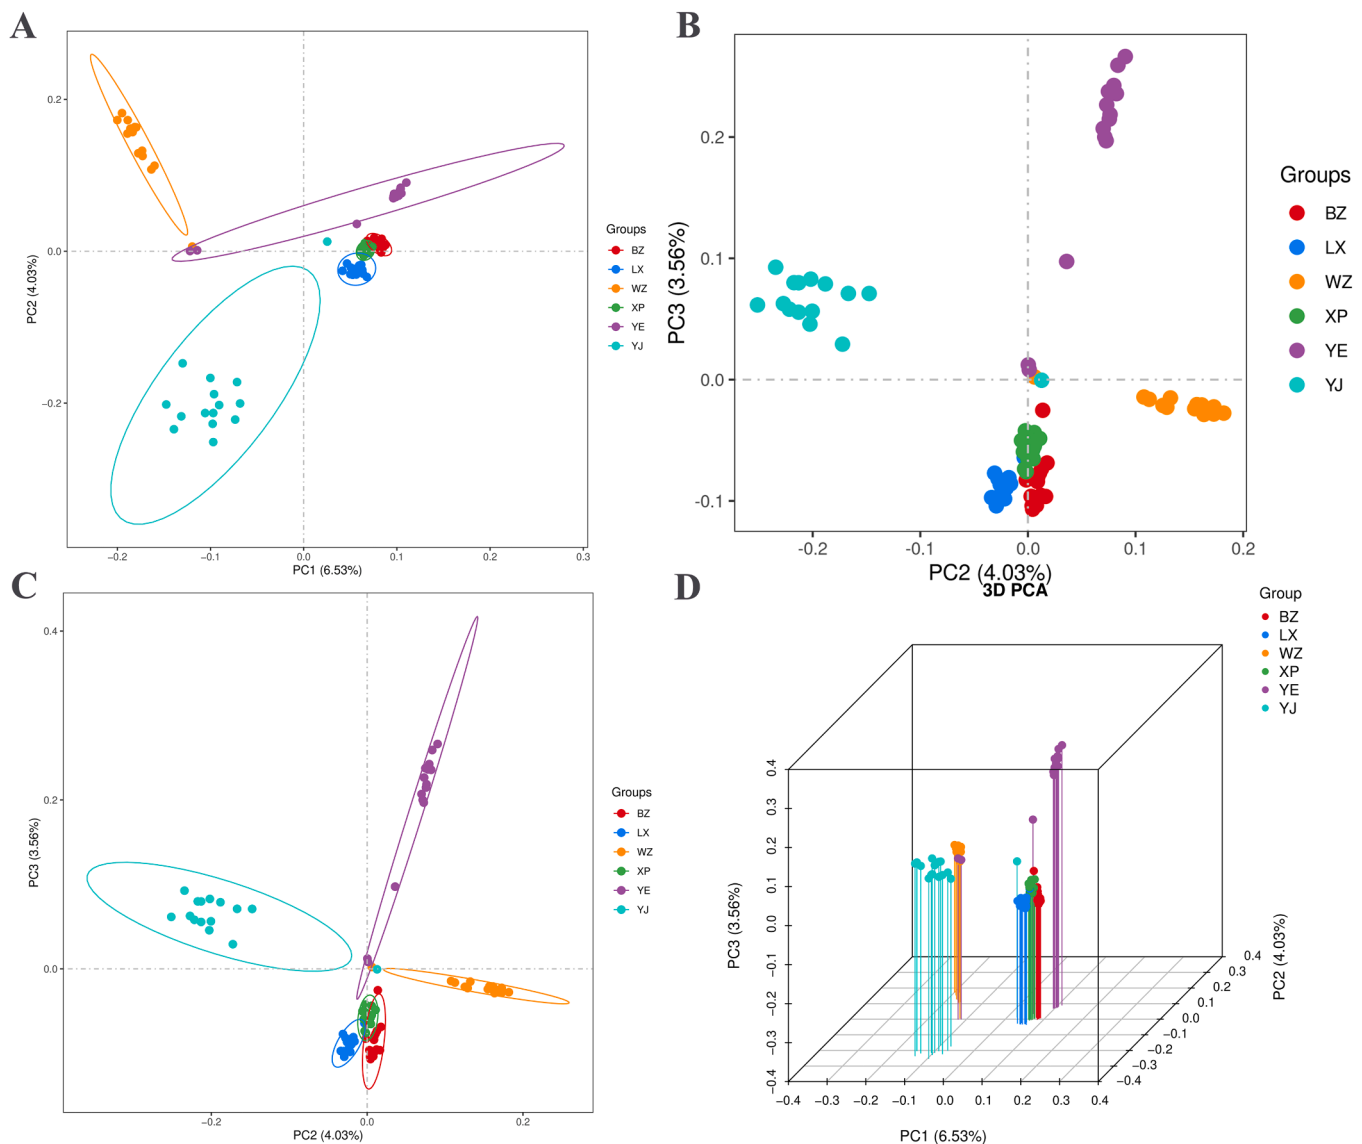 A
0.2
0.0
−0.2
−0.2
−0.1
0.0
0.1
0.2
0.3
PC1 (6.53%)
PC2 (4.03%)
Groups
BZ
LX
WZ
XP
YE
YJ
B
0.2
0.1
0.0
-0.1
-0.2
-0.1
0.0
0.1
0.2
PC2 (4.03%)
PC3 (3.56%)
Groups
BZ
LX
WZ
XP
YE
YJ
C
0.4
0.2
0.0
−0.2
0.0
0.2
PC2 (4.03%)
PC3 (3.56%)
Groups
BZ
LX
WZ
XP
YE
YJ
D
3D PCA
Group
BZ
LX
WZ
XP
YE
YJ
0.4
0.3
0.2
0.1
0.0
−0.1
−0.2
−0.3
−0.4
PC3 (3.56%)
−0.4
−0.3
−0.2
−0.1
0.0
0.1
0.2
0.3
0.4
PC1 (6.53%)
0.4
0.3
0.2
0.1
0.0
−0.1
−0.2
−0.3
−0.4
PC2 (4.03%)